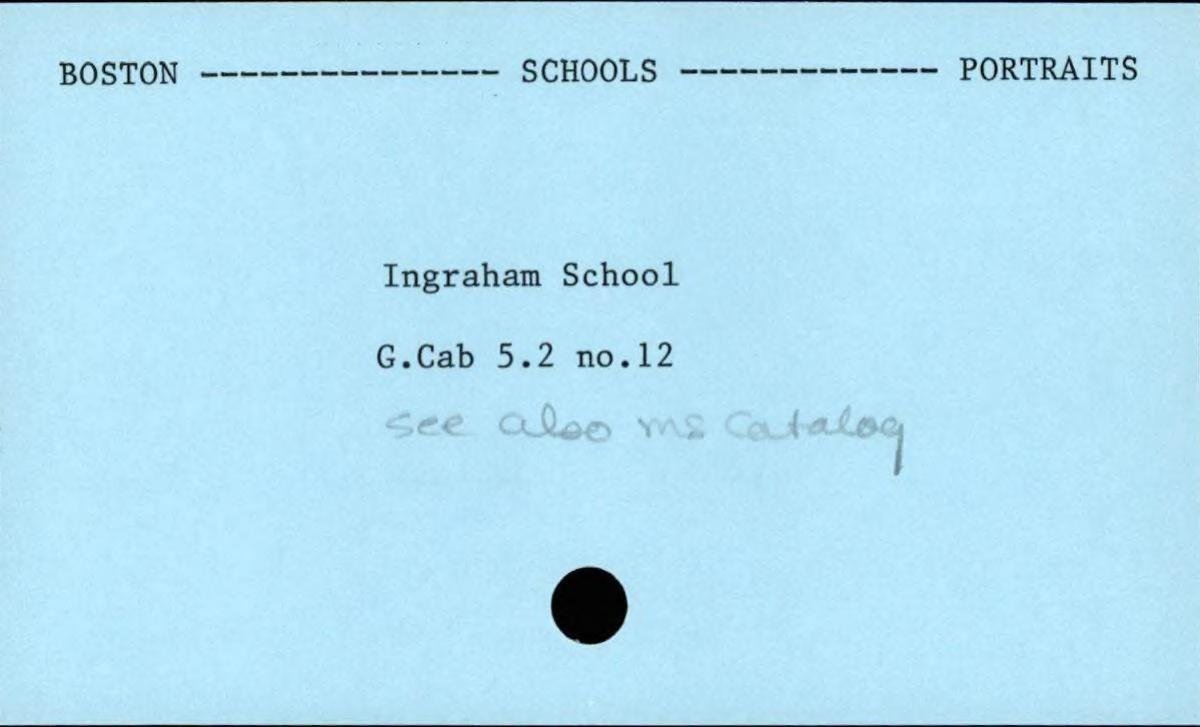 BOSTON --------------- SCHOOLS ------------- PORTRAITS
Ingraham School
G.Cab 5.2 no.12
see also ms catalog